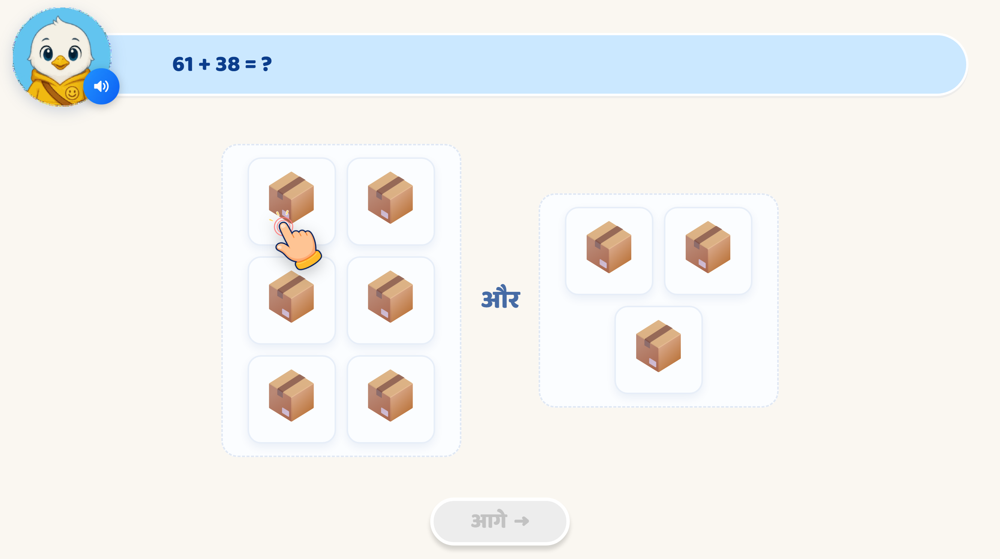 61 + 38 = ?
और
आगे →